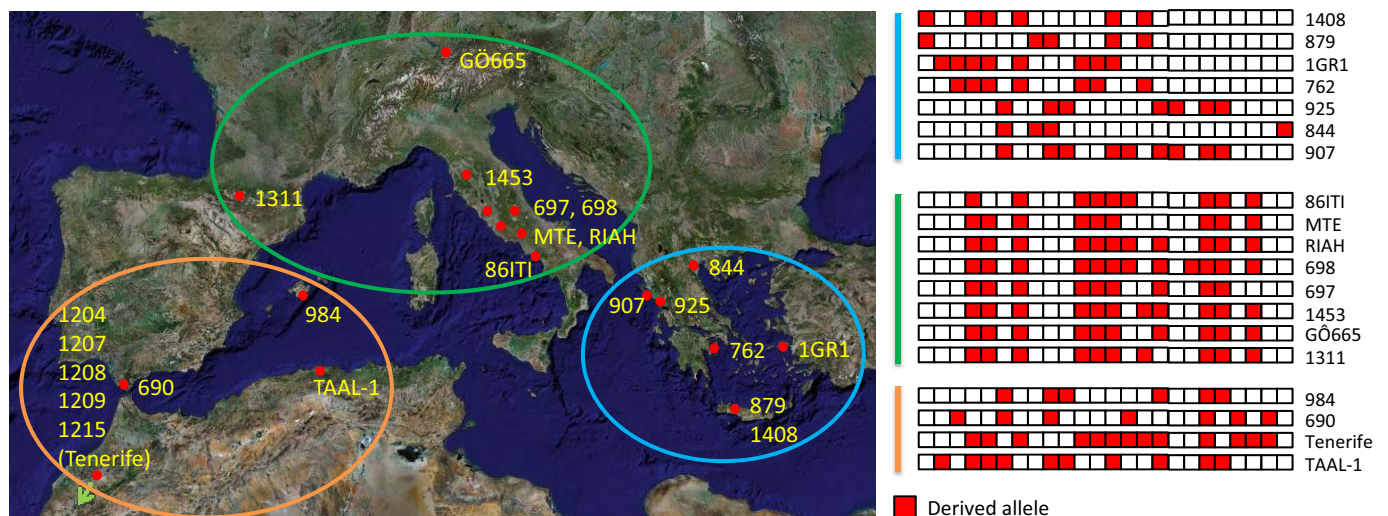 GÖ665
1311
1453
697, 698
MTE, RIAH
86ITI
844
907
925
762
1GR1
879
1408
984
TAAL-1
690
1204
1207
1208
1209
1215
(Tenerife)
1408
879
1GR1
762
925
844
907
86ITI
MTE
RIAH
698
697
1453
GÔ665
1311
984
690
Tenerife
TAAL-1
Derived allele